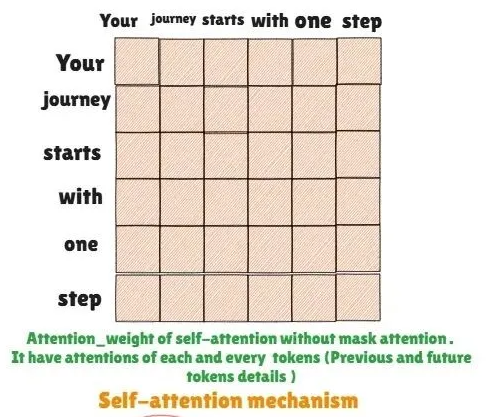 Your journey starts with one step
Your
journey
starts
with
one
step
Attention_weight of self-attention without mask attention.
It have attentions of each and every tokens (Previous and future
tokens details )
Self-attention mechanism